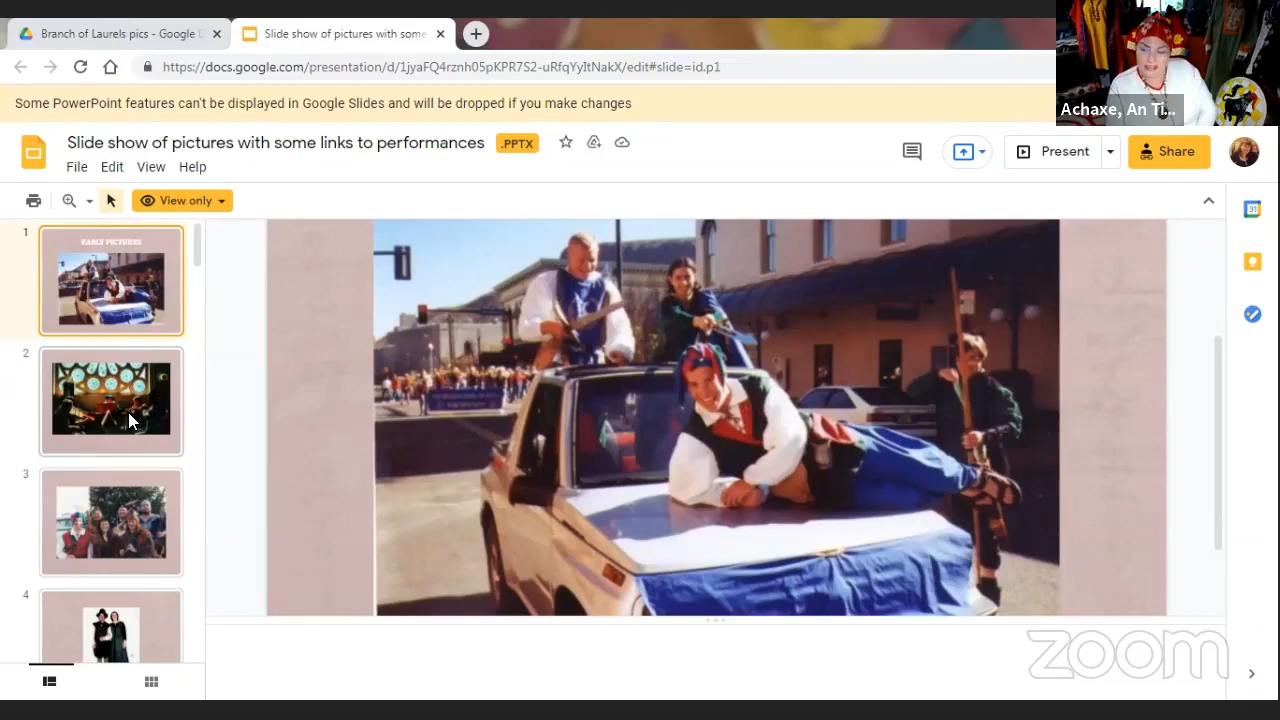 Branch of Laurels pics - Google D
Slide show of pictures with some
https://docs.google.com/presentation/d/1jyaFQ4rznh05pKPR7S2-uRfqYyItNakX/edit#slide=id.p1
Some PowerPoint features can't be displayed in Google Slides and will be dropped if you make changes
Achaxe, An Ti...
Slide show of pictures with some links to performances .PPTX
File Edit View Help
Present
Share
View only
31
1
EARLY PICTURES
2
3
4
zoom